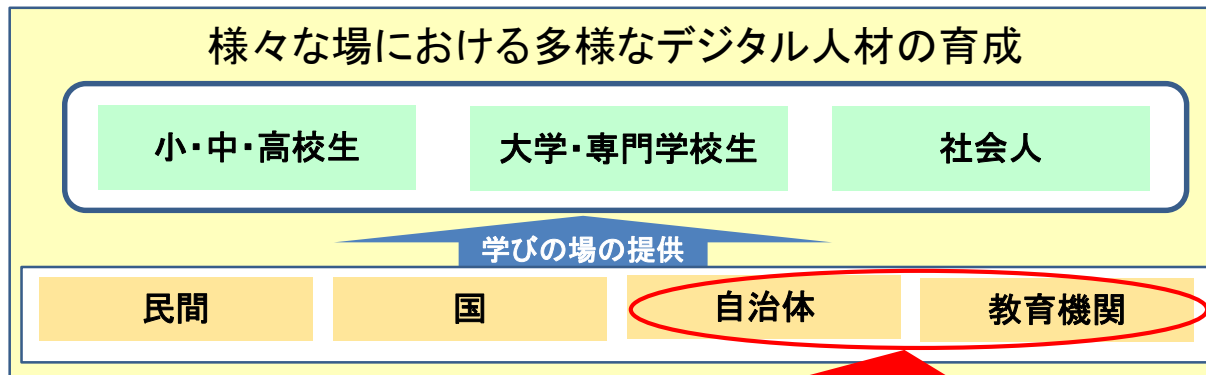 様々な場における多様なデジタル人材の育成
小・中・高校生
大学・専門学校生
社会人
学びの場の提供
民間
国
自治体
教育機関